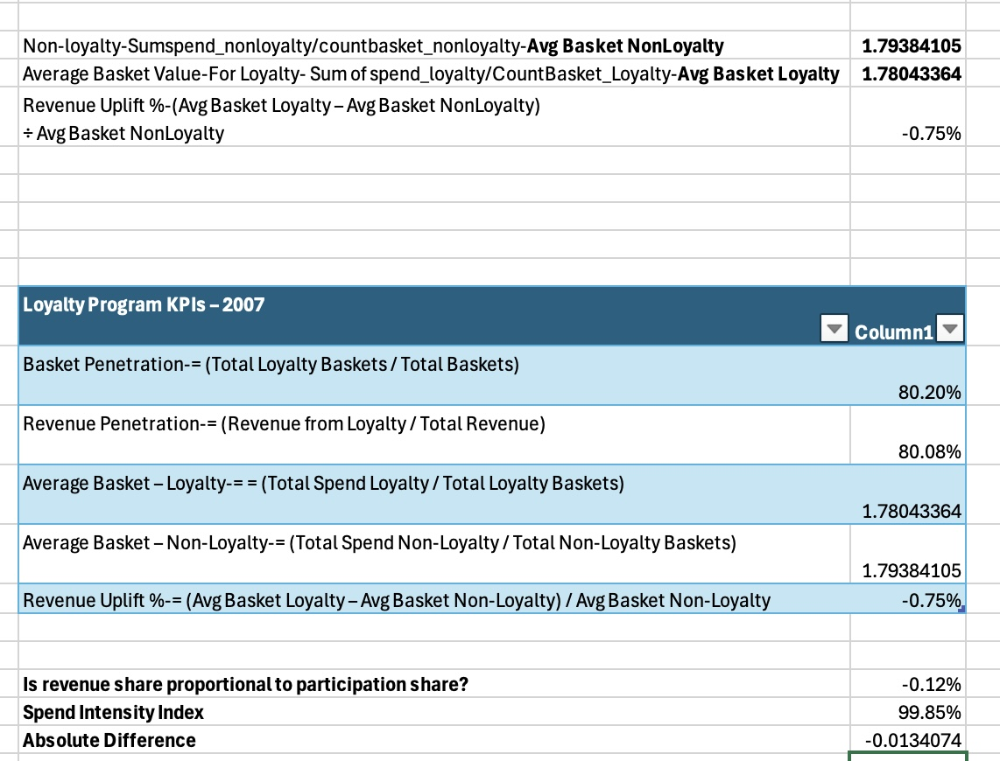 Non-loyalty-Sumspend_nonloyalty/countbasket_nonloyalty-Avg Basket NonLoyalty 1.79384105
Average Basket Value-For Loyalty- Sum of spend_loyalty/CountBasket_Loyalty-Avg Basket Loyalty 1.78043364
Revenue Uplift %-(Avg Basket Loyalty – Avg Basket NonLoyalty)
÷ Avg Basket NonLoyalty -0.75%
Loyalty Program KPIs – 2007
Column1
Basket Penetration-= (Total Loyalty Baskets / Total Baskets)
80.20%
Revenue Penetration-= (Revenue from Loyalty / Total Revenue)
80.08%
Average Basket – Loyalty-= = (Total Spend Loyalty / Total Loyalty Baskets)
1.78043364
Average Basket – Non-Loyalty-= (Total Spend Non-Loyalty / Total Non-Loyalty Baskets)
1.79384105
Revenue Uplift %-= (Avg Basket Loyalty – Avg Basket Non-Loyalty) / Avg Basket Non-Loyalty -0.75%
Is revenue share proportional to participation share? -0.12%
Spend Intensity Index 99.85%
Absolute Difference -0.0134074